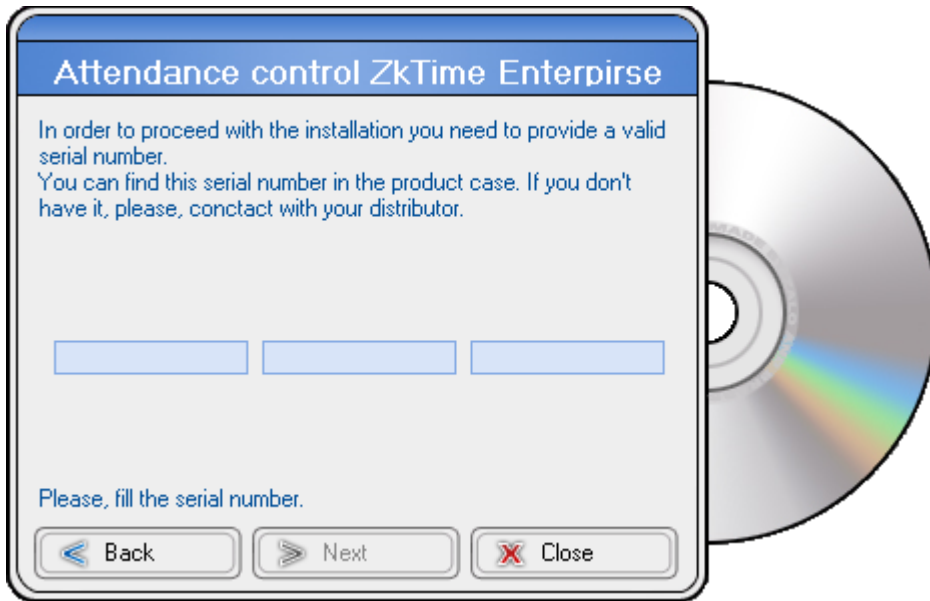 Attendance control ZkTime Enterpirse
In order to proceed with the installation you need to provide a valid
serial number.
You can find this serial number in the product case. If you don't
have it, please, conctact with your distributor.
Please, fill the serial number.
Back
Next
Close